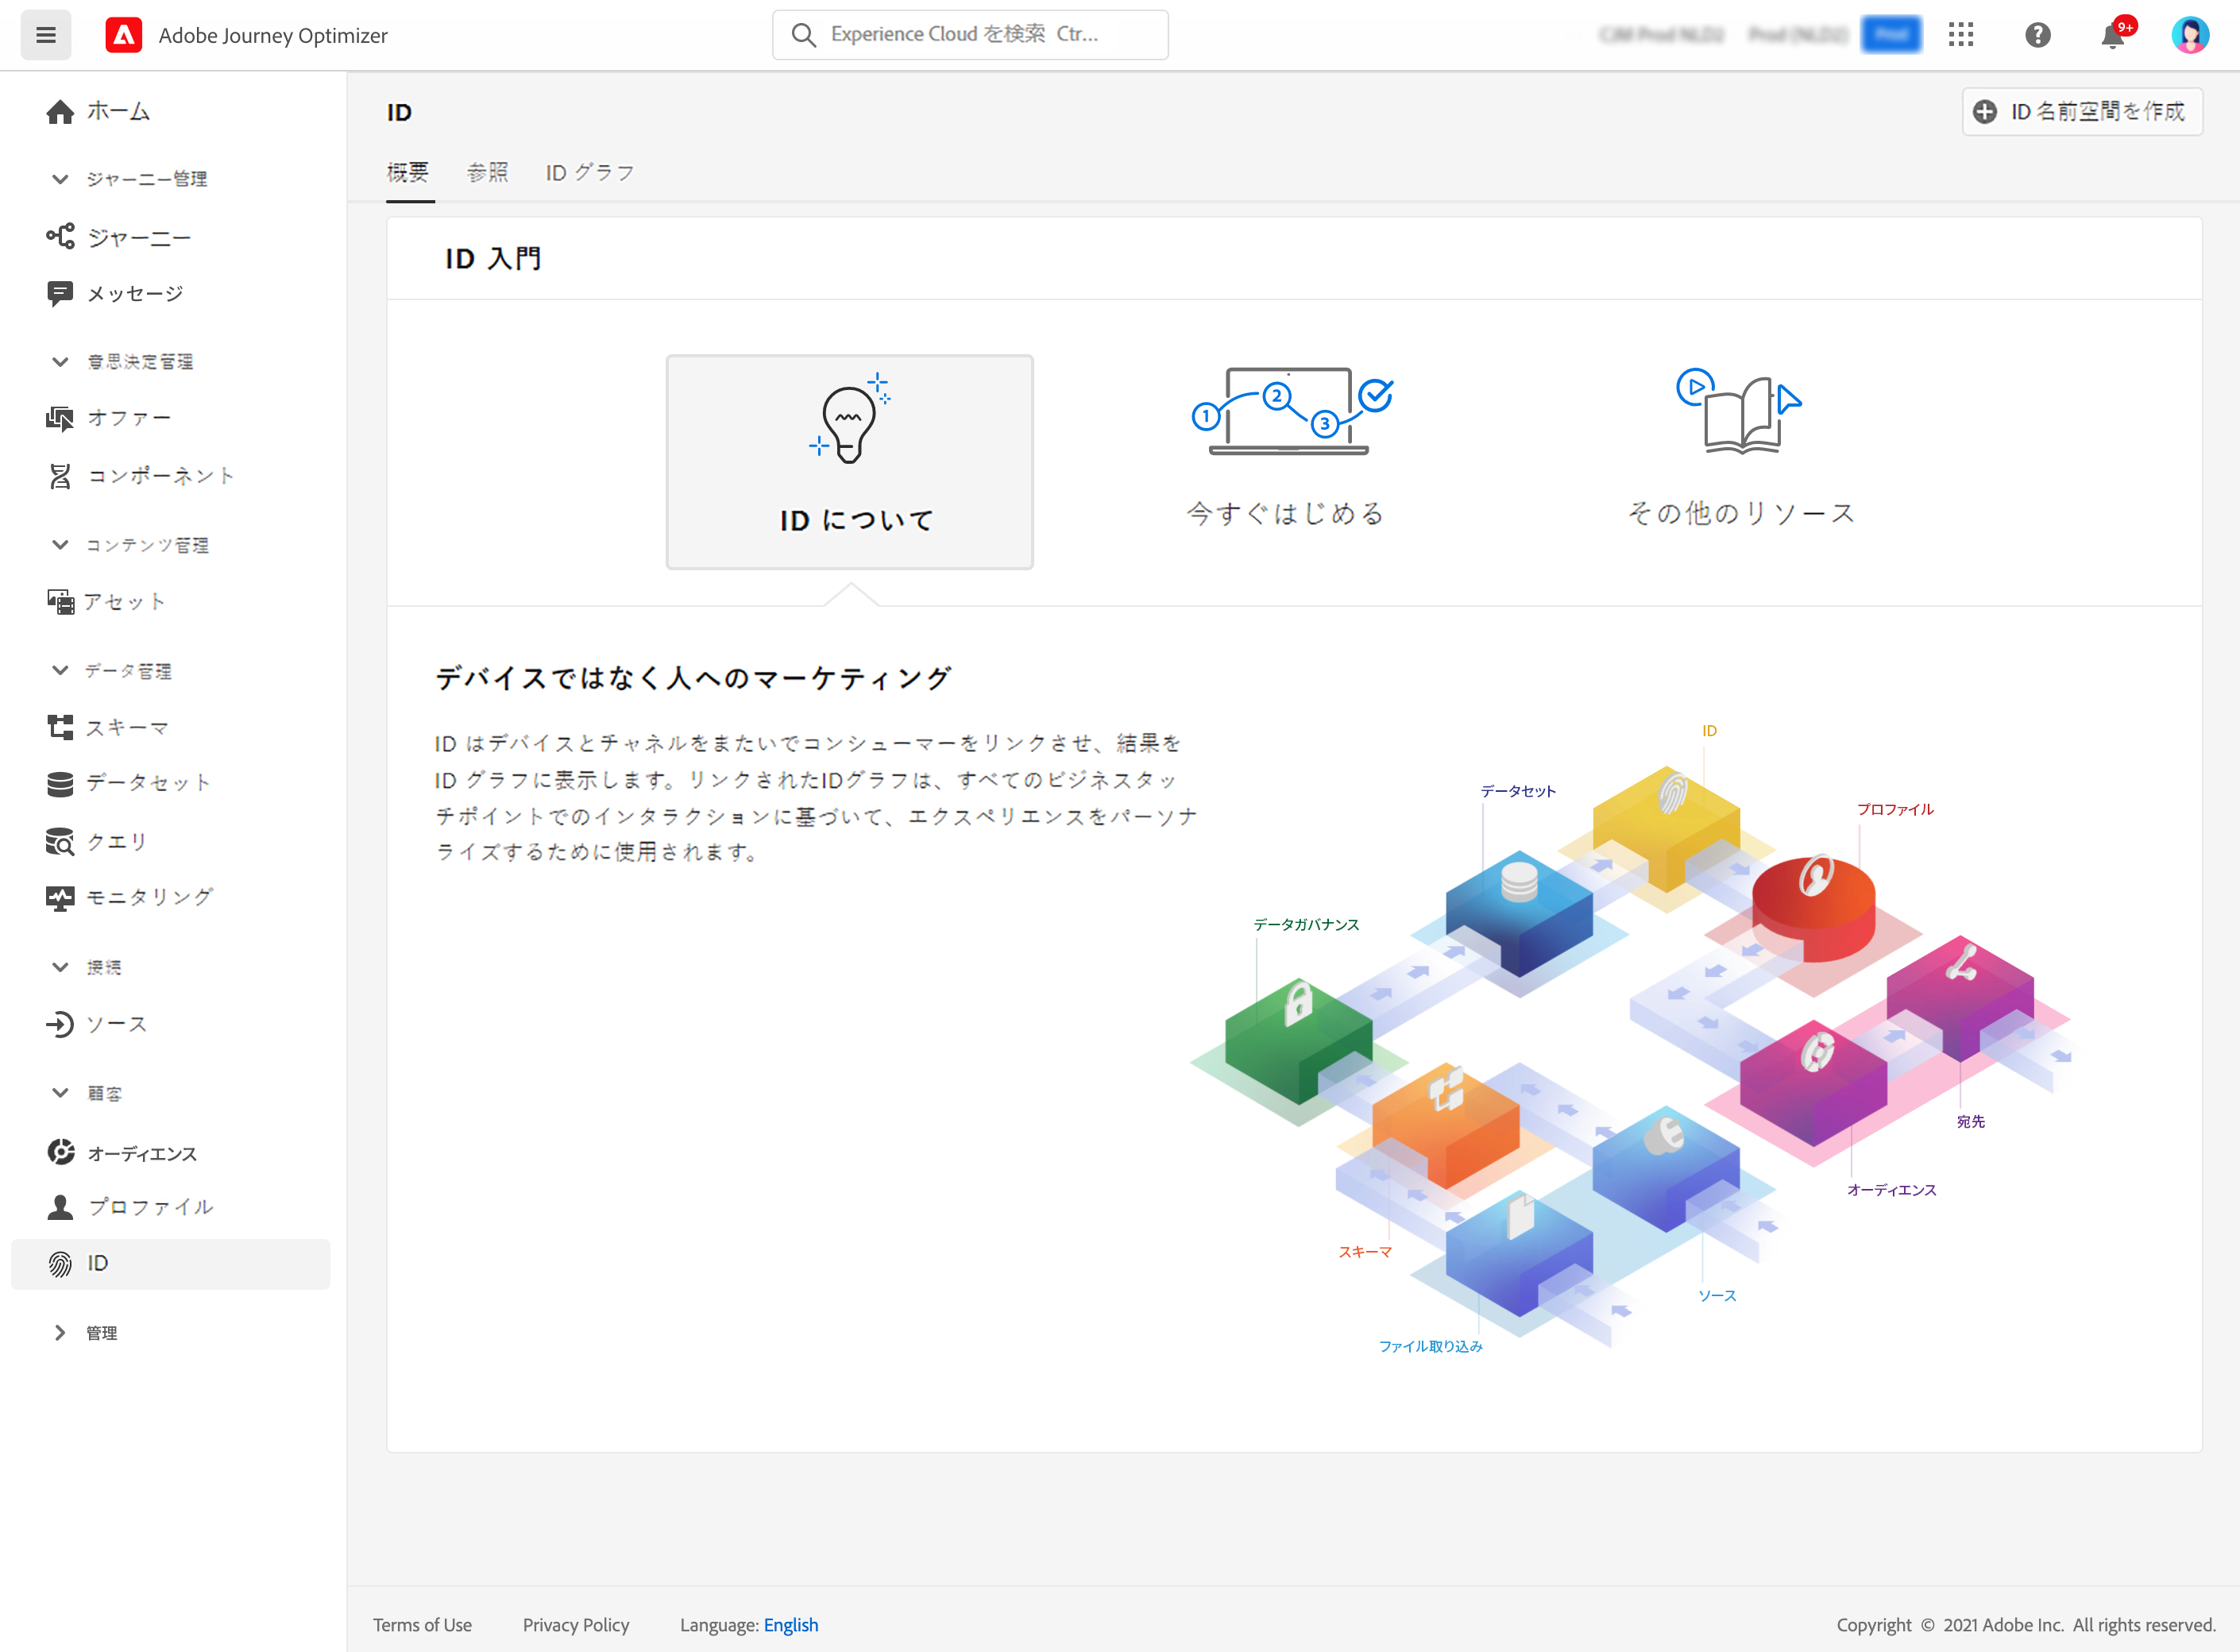 Adobe Journey Optimizer
Experience Cloud を検索 Ctr...
9+
ホーム
ジャーニー管理
ジャーニー
メッセージ
意思決定管理
オファー
コンポーネント
コンテンツ管理
アセット
データ管理
スキーマ
データセット
クエリ
モニタリング
接続
ソース
顧客
オーディエンス
プロファイル
ID
管理
ID
ID 名前空間を作成
概要 参照 ID グラフ
ID 入門
1 2 3
ID について
今すぐはじめる
その他のリソース
デバイスではなく人へのマーケティング
ID はデバイスとチャネルをまたいでコンシューマーをリンクさせ、結果を
ID グラフに表示します。リンクされたIDグラフは、すべてのビジネスタッ
チポイントでのインタラクションに基づいて、エクスペリエンスをパーソナ
ライズするために使用されます。
ID
データセット
プロファイル
データガバナンス
宛先
オーディエンス
スキーマ
ソース
ファイル取り込み
Terms of Use Privacy Policy Language: English
Copyright © 2021 Adobe Inc. All rights reserved.